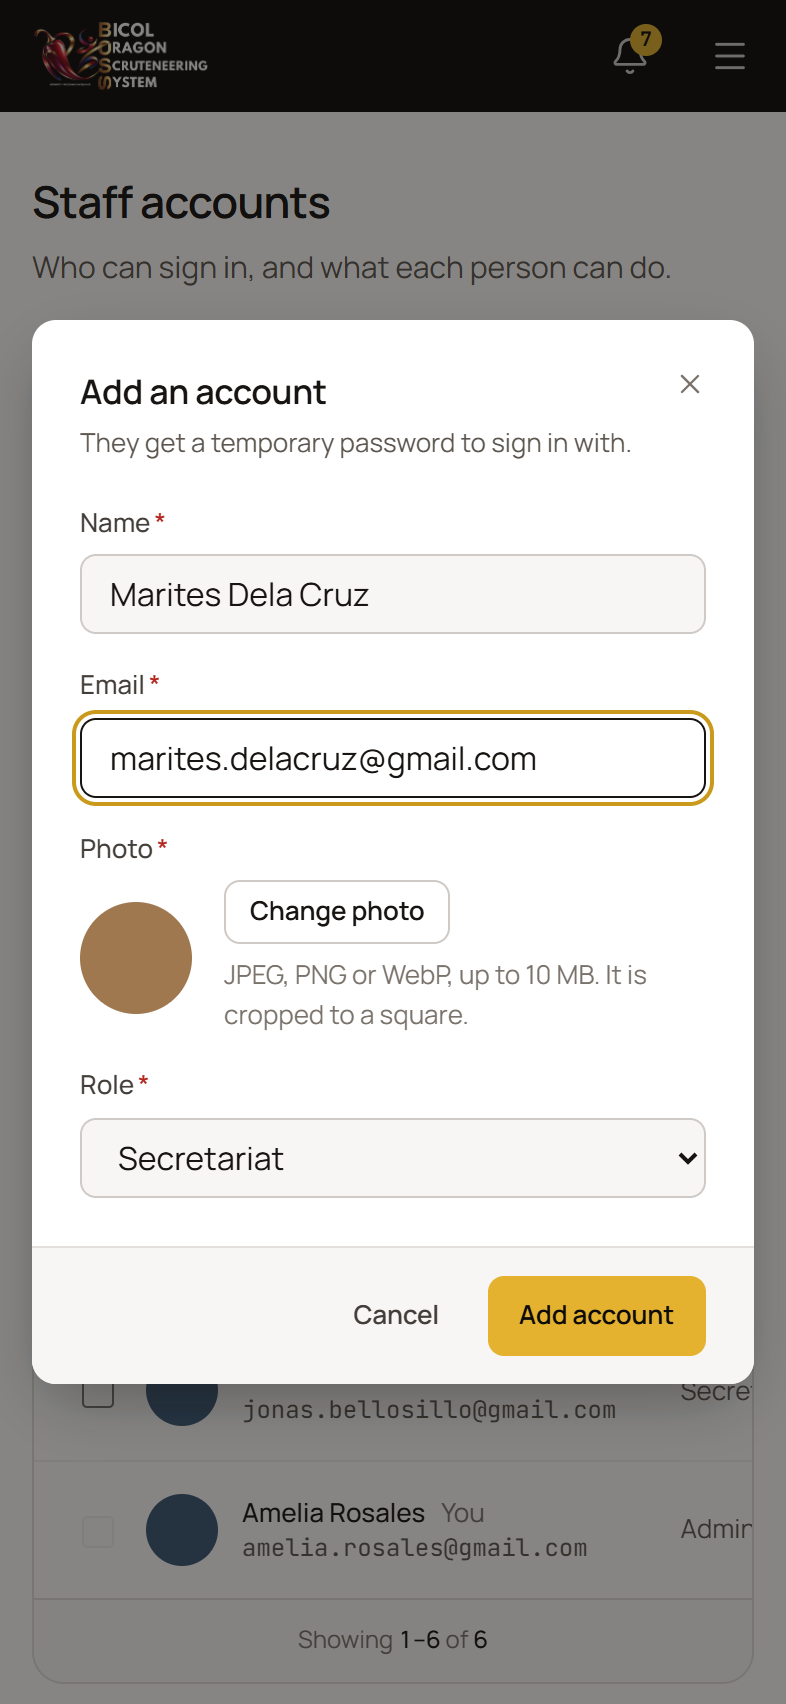 BICOL
DRAGON
SCRUTENEERING
SYSTEM
7
Staff accounts
Who can sign in, and what each person can do.
Add an account
They get a temporary password to sign in with.
Name *
Marites Dela Cruz
Email *
marites.delacruz@gmail.com
Photo *
Change photo
JPEG, PNG or WebP, up to 10 MB. It is
cropped to a square.
Role *
Secretariat
Cancel
Add account
jonas.bellosillo@gmail.com
Amelia Rosales You
amelia.rosales@gmail.com
Admin
Showing 1–6 of 6